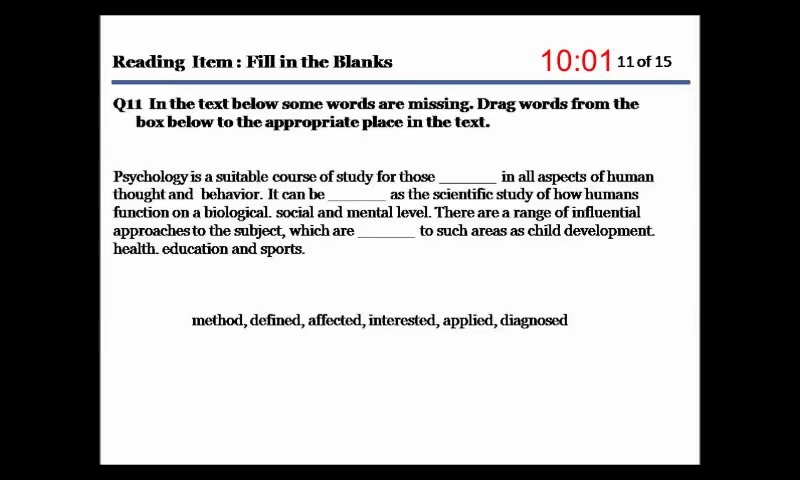 Reading Item : Fill in the Blanks 10:01 11 of 15
Q11 In the text below some words are missing. Drag words from the
box below to the appropriate place in the text.
Psychology is a suitable course of study for those _______ in all aspects of human
thought and behavior. It can be _______ as the scientific study of how humans
function on a biological. social and mental level. There are a range of influential
approaches to the subject, which are _______ to such areas as child development.
health. education and sports.
method, defined, affected, interested, applied, diagnosed